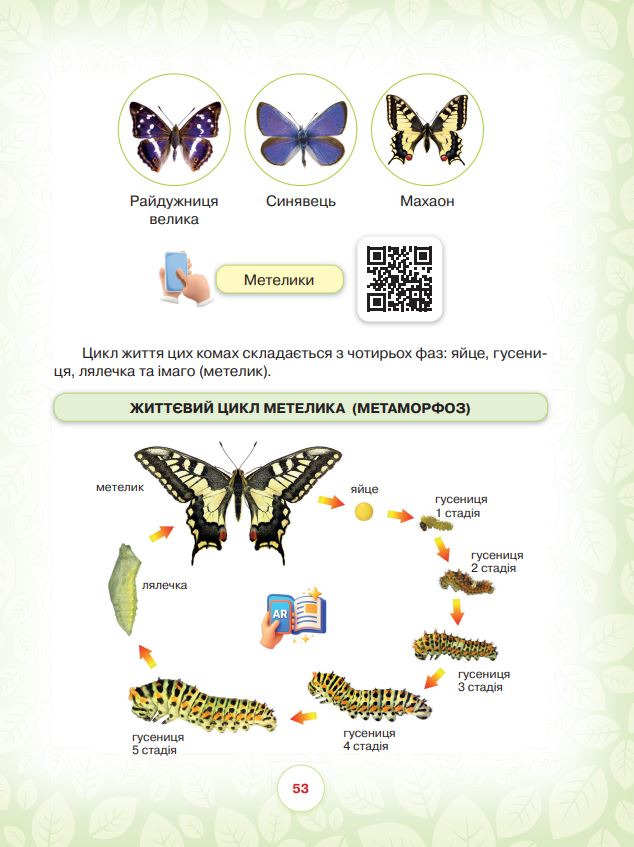 Райдужниця
велика
Синявець
Махаон
Метелики
Цикл життя цих комах складається з чотирьох фаз: яйце, гусени-
ця, лялечка та імаго (метелик).
ЖИТТЄВИЙ ЦИКЛ МЕТЕЛИКА (МЕТАМОРФОЗ)
метелик
яйце
гусениця
1 стадія
гусениця
2 стадія
лялечка
AR
гусениця
3 стадія
гусениця
4 стадія
гусениця
5 стадія
53